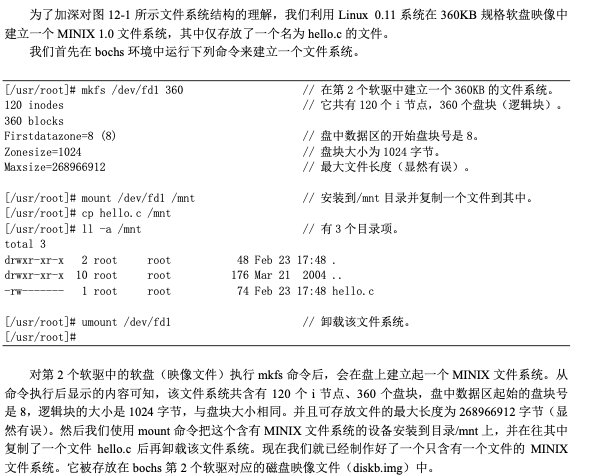 为了加深对图 12-1 所示文件系统结构的理解，我们利用 Linux 0.11 系统在 360KB 规格软盘映像中
建立一个 MINIX 1.0 文件系统，其中仅存放了一个名为 hello.c 的文件。
我们首先在 bochs 环境中运行下列命令来建立一个文件系统。
[/usr/root]# mkfs /dev/fd1 360 // 在第 2 个软驱中建立一个 360KB 的文件系统。
120 inodes // 它共有 120 个 i 节点，360 个盘块（逻辑块）。
360 blocks
Firstdatazone=8 (8) // 盘中数据区的开始盘块号是 8。
Zonesize=1024 // 盘块大小为 1024 字节。
Maxsize=268966912 // 最大文件长度（显然有误）。
[/usr/root]# mount /dev/fd1 /mnt // 安装到/mnt 目录并复制一个文件到其中。
[/usr/root]# cp hello.c /mnt
[/usr/root]# ll -a /mnt // 有 3 个目录项。
total 3
drwxr-xr-x 2 root root 48 Feb 23 17:48 .
drwxr-xr-x 10 root root 176 Mar 21 2004 ..
-rw------- 1 root root 74 Feb 23 17:48 hello.c
[/usr/root]# umount /dev/fd1 // 卸载该文件系统。
[/usr/root]#
对第 2 个软驱中的软盘（映像文件）执行 mkfs 命令后，会在盘上建立起一个 MINIX 文件系统。从
命令执行后显示的内容可知，该文件系统共含有 120 个 i 节点、360 个盘块，盘中数据区起始的盘块号
是 8，逻辑块的大小是 1024 字节，与盘块大小相同。并且可存放文件的最大长度为 268966912 字节（显
然有误）。然后我们使用 mount 命令把这个含有 MINIX 文件系统的设备安装到目录/mnt 上，并在往其中
复制了一个文件 hello.c 后再卸载该文件系统。现在我们就已经制作好了一个只含有一个文件的 MINIX
文件系统。它被存放在 bochs 第 2 个软驱对应的磁盘映像文件（diskb.img）中。